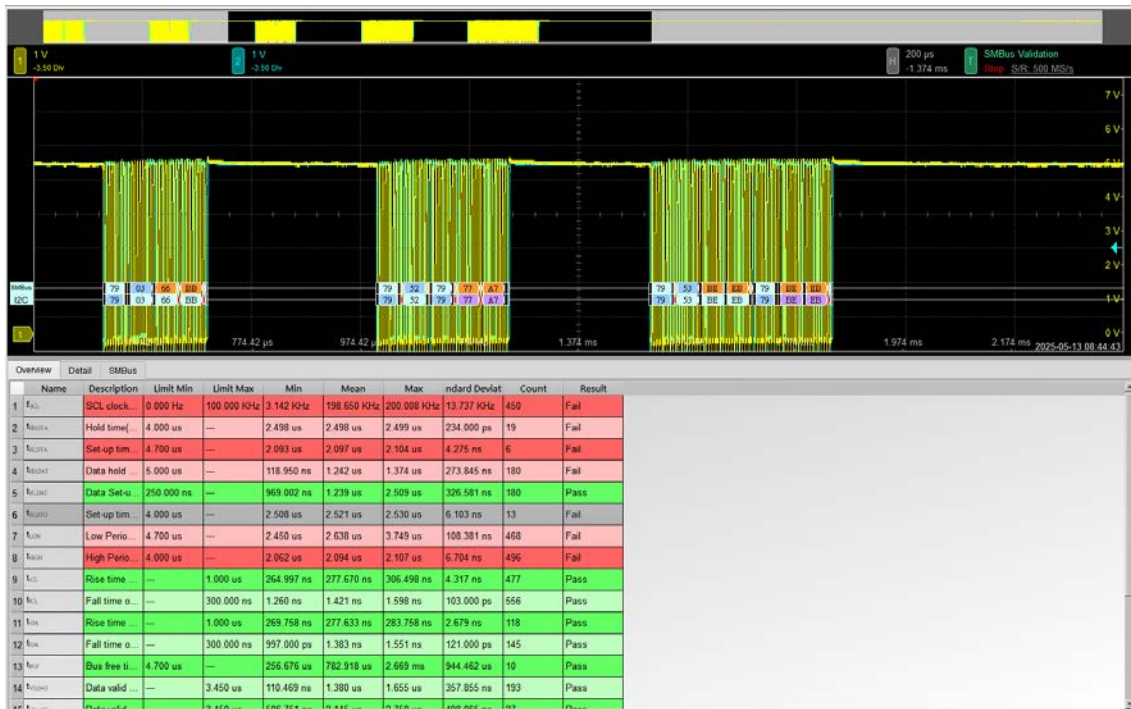 1 1 V
-3.50 Div
2 1 V
-3.50 Div
H 200 µs
-1.374 ms
T SMBus Validation
Stop S/R: 500 MS/s
7 V
6 V
5 V
4 V
3 V
2 V
1 V
0 V
SMBus
79 03 66 BB 79 52 79 77 A7 79 53 BE EB 79 BE EB
I2C
79 03 66 BB 79 52 79 77 A7 79 53 BE EB 79 BE EB
1
774.42 µs 974.42 1.374 ms 1.974 ms 2.174 ms 2025-05-13 08:44:43
Overview Detail SMBus
Name Description Limit Min Limit Max Min Mean Max ndard Deviat Count Result
1 fSCL SCL clock... 0.000 Hz 100.000 KHz 3.142 KHz 198.650 KHz 200.008 KHz 13.737 KHz 450 Fail
2 Hold time(... 4.000 us --- 2.498 us 2.498 us 2.499 us 234.000 ps 19 Fail
3 Set-up tim... 4.700 us --- 2.093 us 2.097 us 2.104 us 4.275 ns 6 Fail
4 Data hold ... 5.000 us --- 118.950 ns 1.242 us 1.374 us 273.845 ns 180 Fail
5 Data Set-u... 250.000 ns --- 969.002 ns 1.239 us 2.509 us 326.581 ns 180 Pass
6 Set-up tim... 4.000 us --- 2.508 us 2.521 us 2.530 us 6.103 ns 13 Fail
7 tLOW Low Perio... 4.700 us --- 2.450 us 2.638 us 3.749 us 108.381 ns 468 Fail
8 tHIGH High Perio... 4.000 us --- 2.062 us 2.094 us 2.107 us 6.704 ns 496 Fail
9 Rise time ... --- 1.000 us 264.997 ns 277.670 ns 306.498 ns 4.317 ns 477 Pass
10 Fall time o... --- 300.000 ns 1.260 ns 1.421 ns 1.598 ns 103.000 ps 556 Pass
11 Rise time ... --- 1.000 us 269.758 ns 277.633 ns 283.758 ns 2.679 ns 118 Pass
12 Fall time o... --- 300.000 ns 997.000 ps 1.383 ns 1.551 ns 121.000 ps 145 Pass
13 tBUF Bus free ti... 4.700 us --- 256.676 us 782.918 us 2.669 ms 944.462 us 10 Pass
14 Data valid ... --- 3.450 us 110.469 ns 1.380 us 1.655 us 357.855 ns 193 Pass